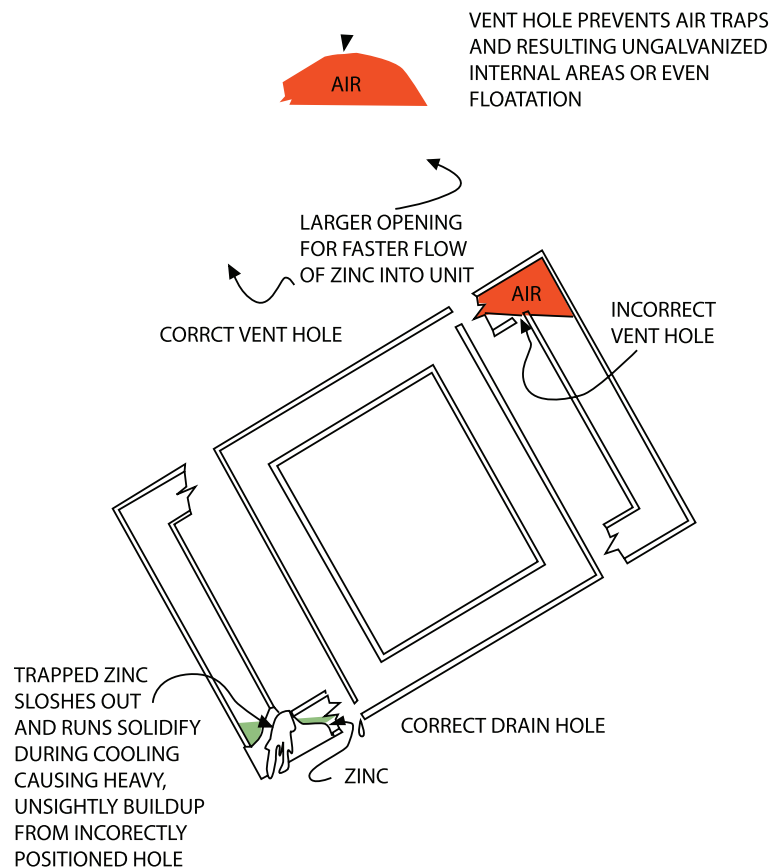 VENT HOLE PREVENTS AIR TRAPS
AND RESULTING UNGALVANIZED
INTERNAL AREAS OR EVEN
FLOATATION
AIR
LARGER OPENING
FOR FASTER FLOW
OF ZINC INTO UNIT
AIR
INCORRECT
VENT HOLE
CORRCT VENT HOLE
TRAPPED ZINC
SLOSHES OUT
AND RUNS SOLIDIFY
DURING COOLING
CAUSING HEAVY,
UNSIGHTLY BUILDUP
FROM INCORECTLY
POSITIONED HOLE
CORRECT DRAIN HOLE
ZINC